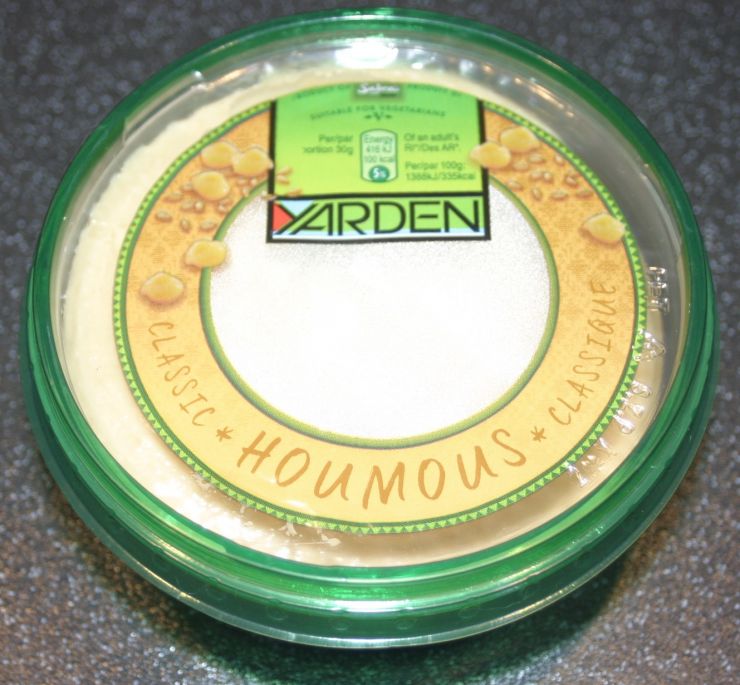 Sabra
SUITABLE FOR VEGETARIANS
V
Per/par
portion 30g
Energy
416 kJ
100 kcal
5%
Of an adult's
RI*/Des AR*.
Per/par 100g:
1388kJ/335kcal
YARDEN
CLASSIC * HOUMOUS * CLASSIQUE